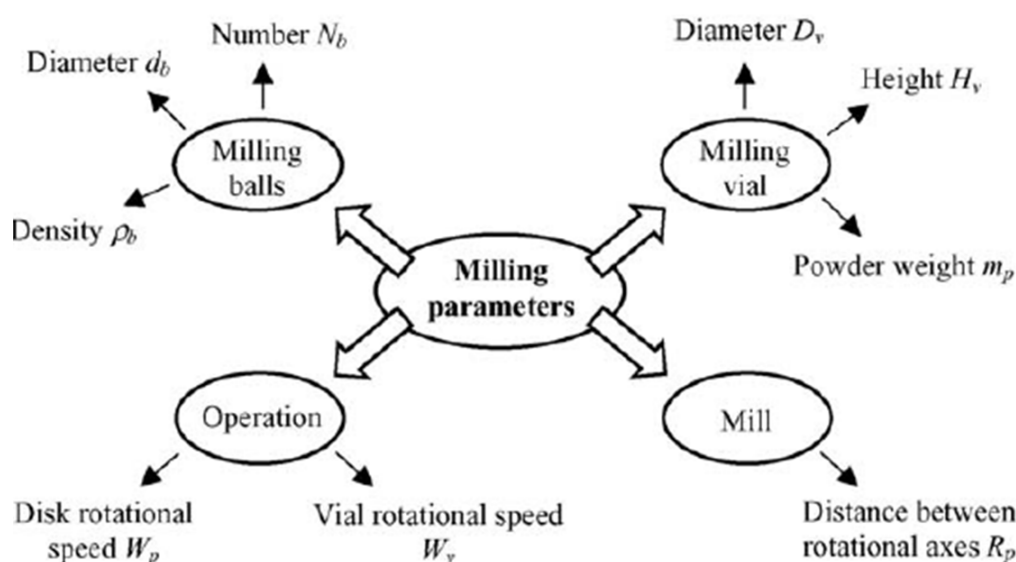 Number N_b
Diameter d_b
Milling
balls
Density ρ_b
Diameter D_v
Height H_v
Milling
vial
Powder weight m_p
Milling
parameters
Operation
Disk rotational
speed W_p
Vial rotational speed
W_v
Mill
Distance between
rotational axes R_p